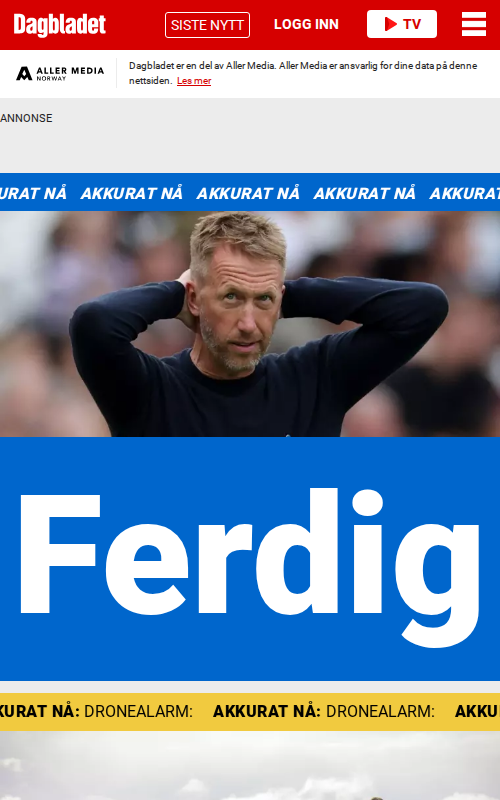 Dagbladet
SISTE NYTT
LOGG INN
TV
ALLER MEDIA
NORWAY
Dagbladet er en del av Aller Media. Aller Media er ansvarlig for dine data på denne
nettsiden. Les mer
ANNONSE
URAT NÅ AKKURAT NÅ AKKURAT NÅ AKKURAT NÅ AKKURAT
Ferdig
KURAT NÅ: DRONEALARM: AKKURAT NÅ: DRONEALARM: AKKU